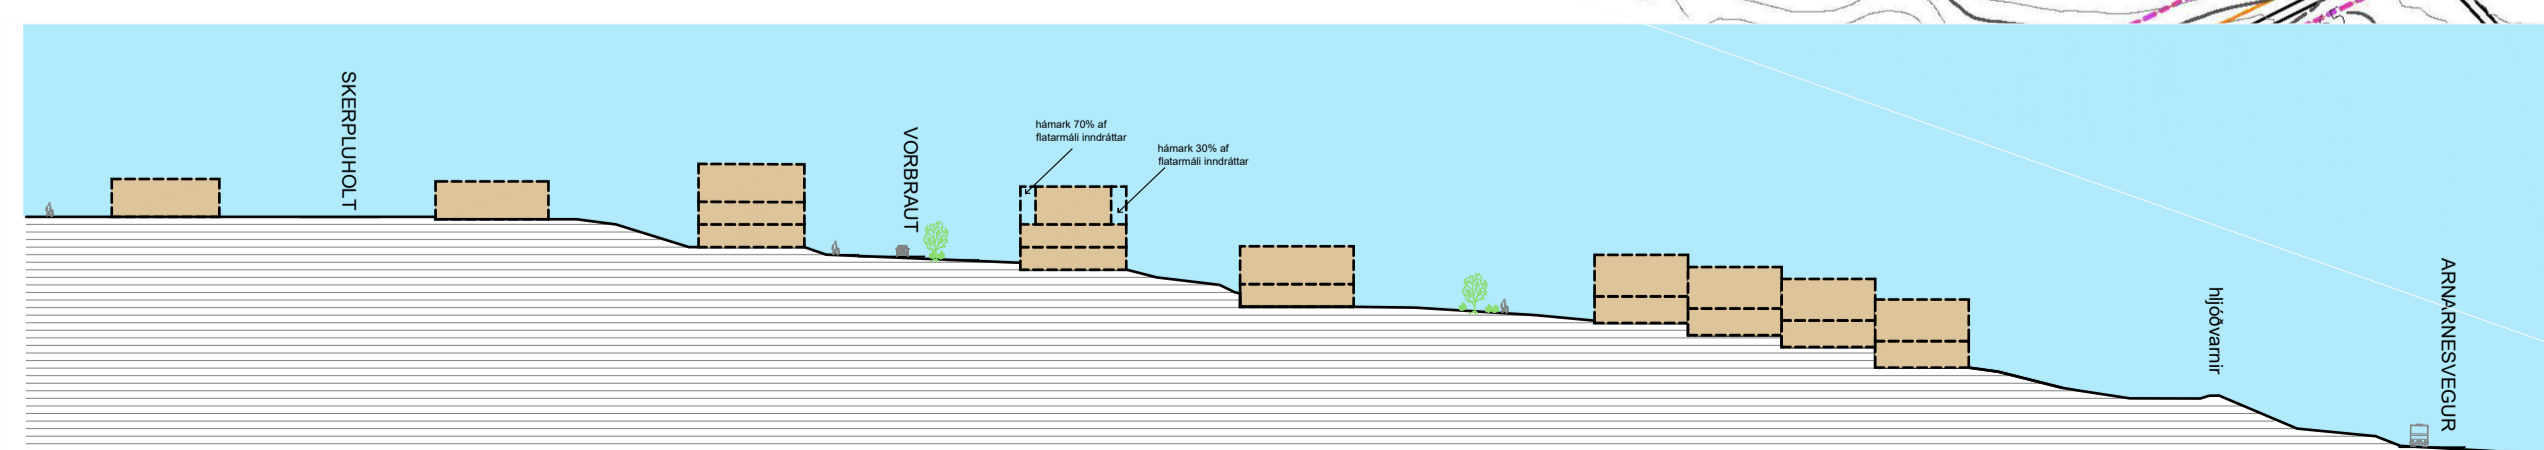 SKERPLUHOLT
VORBRAUT
hámark 70% af
flatarmáli inndráttar
hámark 30% af
flatarmáli inndráttar
hljóðvarnir
ARNARNESVEGUR